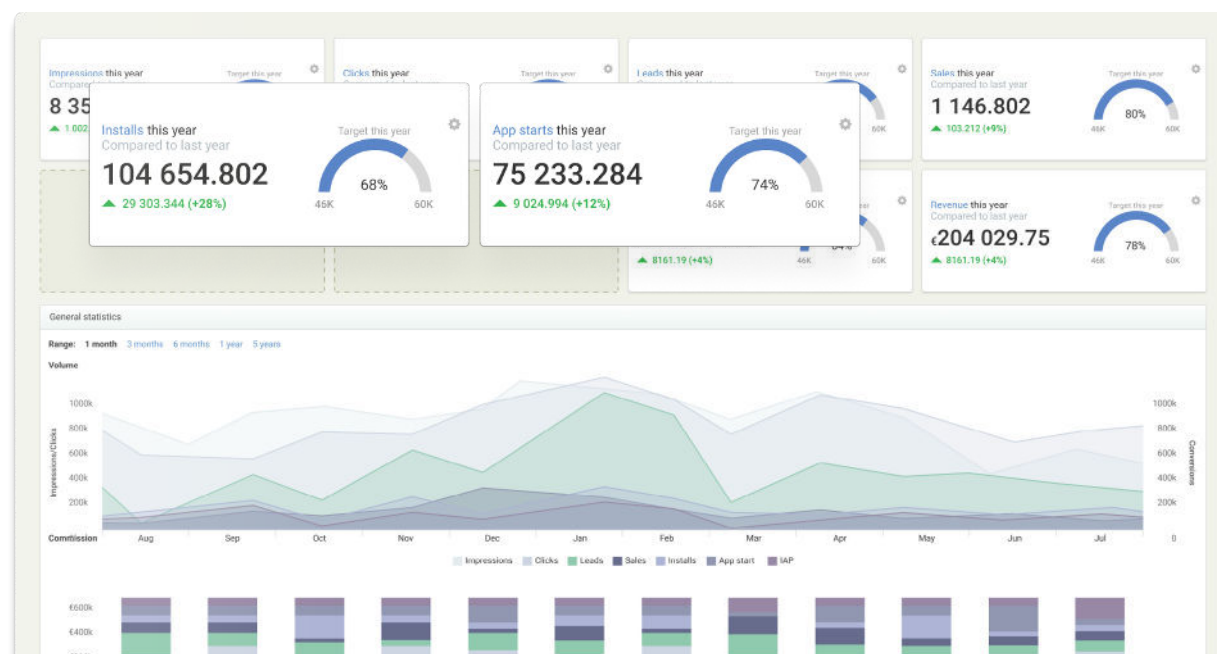 Impressions this year
Target this year
8 35
1 002
Clicks this year
Target this year
Leads this year
Target this year
60K
Sales this year
Compared to last year
1 146.802
103.212 (+9%)
Target this year
80%
46K
60K
Installs this year
Compared to last year
104 654.802
29 303.344 (+28%)
Target this year
68%
46K
60K
App starts this year
Compared to last year
75 233.284
9 024.994 (+12%)
Target this year
74%
46K
60K
8161.19 (+4%)
46K
60K
Revenue this year
Compared to last year
€204 029.75
8161.19 (+4%)
Target this year
78%
46K
60K
General statistics
Range: 1 month 3 months 6 months 1 year 5 years
Volume
Impressions/Clicks
1000k
800k
600k
400k
200k
1000k
800k
600k
400k
200k
0
Conversions
Commtission Aug Sep Oct Nov Dec Jan Feb Mar Apr May Jun Jul
Impressions Clicks Leads Sales Installs App start IAP
€600k
€400k